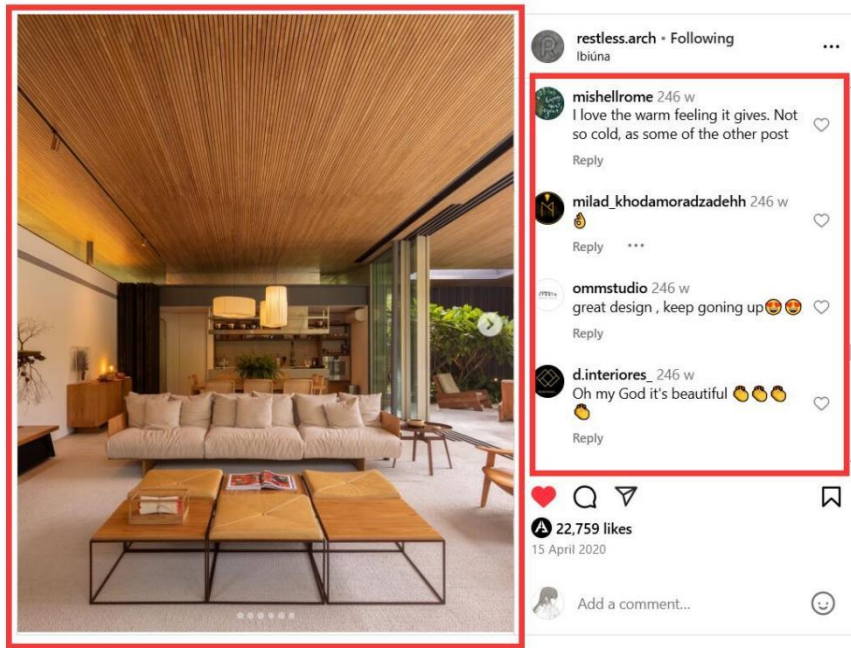 restless.arch • Following
Ibiúna
mishellrome 246 w
I love the warm feeling it gives. Not
so cold, as some of the other post
Reply
milad_khodamoradzadehh 246 w
👌
Reply
ommstudio 246 w
great design , keep goning up😍😍
Reply
d.interiores_ 246 w
Oh my God it's beautiful 👏👏👏
👏
Reply
22,759 likes
15 April 2020
Add a comment...